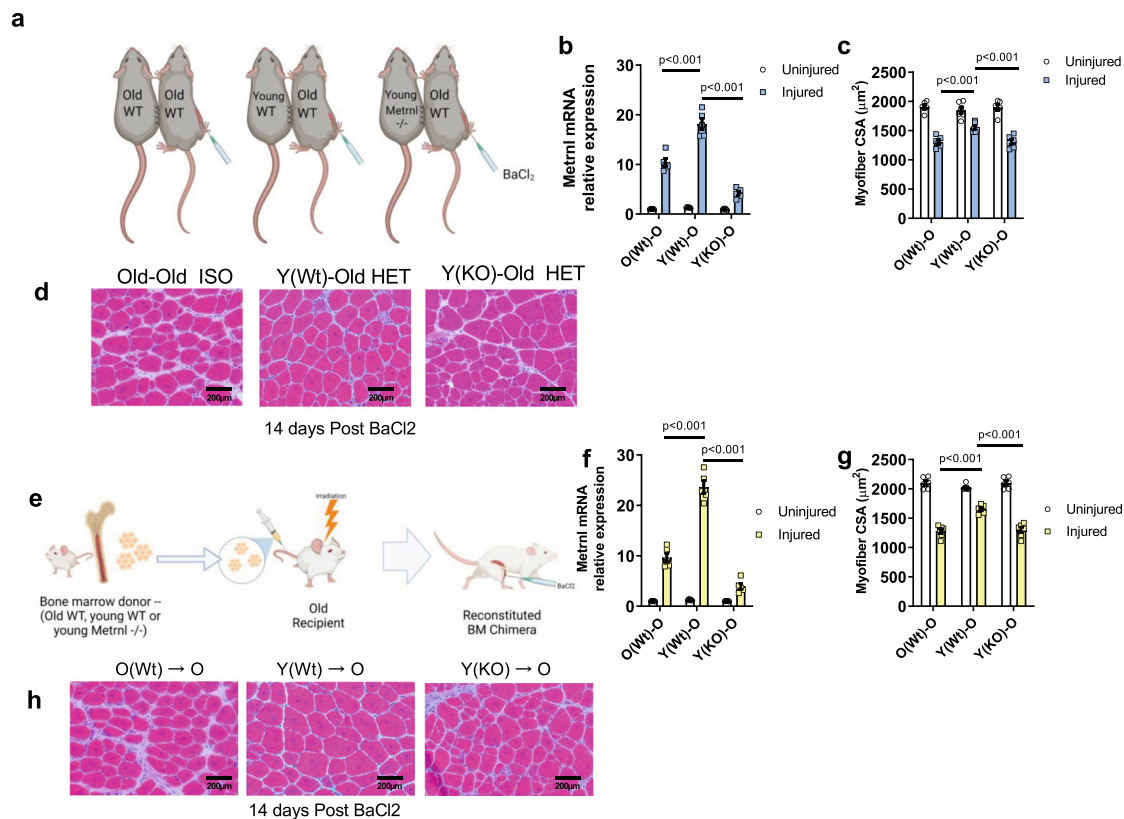 a
Old
WT
Old
WT
Young
WT
Old
WT
Young
Metrnl
-/-
Old
WT
BaCl2
b
Metrnl mRNA
relative expression
30
20
10
0
p<0.001
p<0.001
Uninjured
Injured
O(Wt)-O
Y(Wt)-O
Y(KO)-O
c
Myofiber CSA (μm2)
2500
2000
1500
1000
500
0
p<0.001
p<0.001
Uninjured
Injured
O(Wt)-O
Y(Wt)-O
Y(KO)-O
d
Old-Old ISO
Y(Wt)-Old HET
Y(KO)-Old HET
200μm
200μm
200μm
14 days Post BaCl2
e
Irradiation
BaCl2
Bone marrow donor --
(Old WT, young WT or
young Metrnl -/-)
Old
Recipient
Reconstituted
BM Chimera
f
Metrnl mRNA
relative expression
30
20
10
0
p<0.001
p<0.001
Uninjured
Injured
O(Wt)-O
Y(Wt)-O
Y(KO)-O
g
Myofiber CSA (μm2)
2500
2000
1500
1000
500
0
p<0.001
p<0.001
Uninjured
Injured
O(Wt)-O
Y(Wt)-O
Y(KO)-O
h
O(Wt) → O
Y(Wt) → O
Y(KO) → O
200μm
200μm
200μm
14 days Post BaCl2